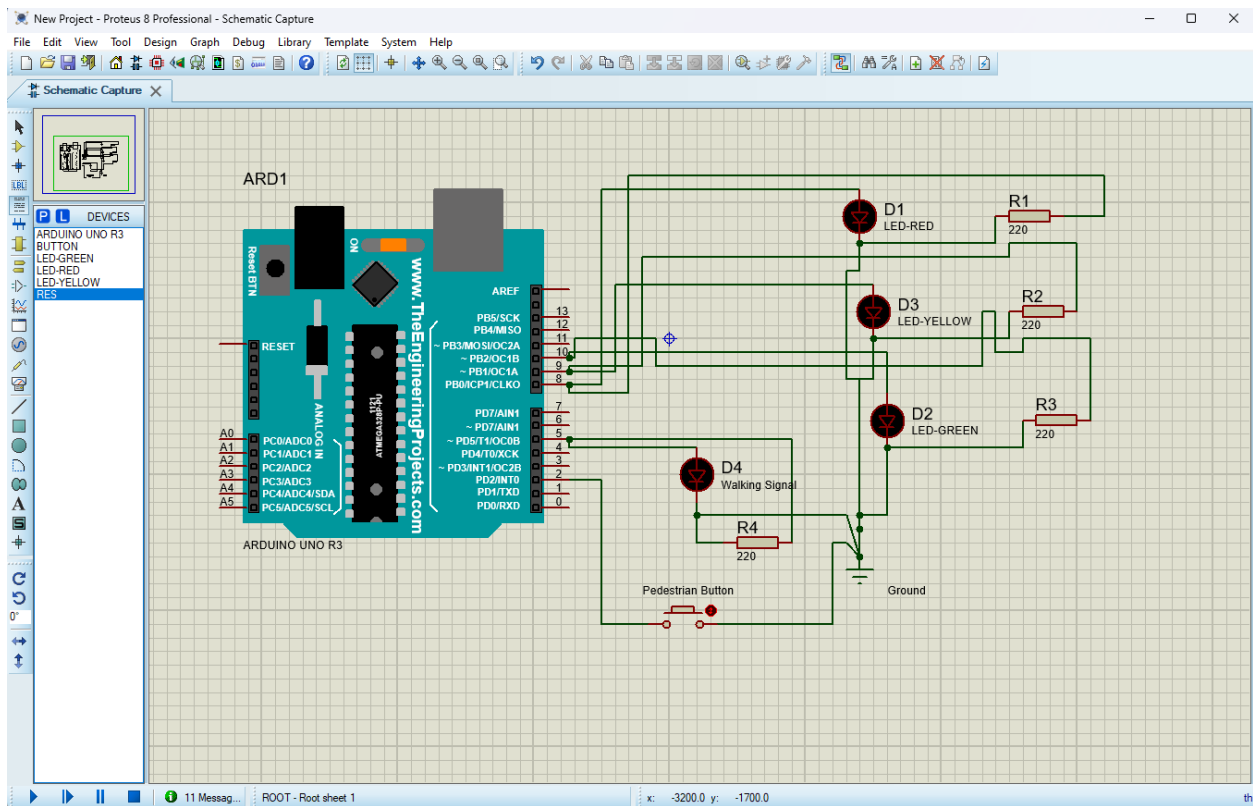 New Project - Proteus 8 Professional - Schematic Capture
File Edit View Tool Design Graph Debug Library Template System Help
Schematic Capture
P L DEVICES
ARDUINO UNO R3
BUTTON
LED-GREEN
LED-RED
LED-YELLOW
RES
0°
ARD1
Reset BTN
ON
www.TheEngineeringProjects.com
RESET
ANALOG IN
ATMEGA328P-PU
1121
AREF
PB5/SCK 13
PB4/MISO 12
~ PB3/MOSI/OC2A 11
~ PB2/OC1B 10
~ PB1/OC1A 9
PB0/ICP1/CLKO 8
PD7/AIN1 7
~ PD7/AIN1 6
~ PD5/T1/OC0B 5
PD4/T0/XCK 4
~ PD3/INT1/OC2B 3
PD2/INT0 2
PD1/TXD 1
PD0/RXD 0
A0 PC0/ADC0
A1 PC1/ADC1
A2 PC2/ADC2
A3 PC3/ADC3
A4 PC4/ADC4/SDA
A5 PC5/ADC5/SCL
ARDUINO UNO R3
D1
LED-RED
R1
220
D3
LED-YELLOW
R2
220
D2
LED-GREEN
R3
220
D4
Walking Signal
R4
220
Pedestrian Button
Ground
11 Messag... ROOT - Root sheet 1 x: -3200.0 y: -1700.0 th